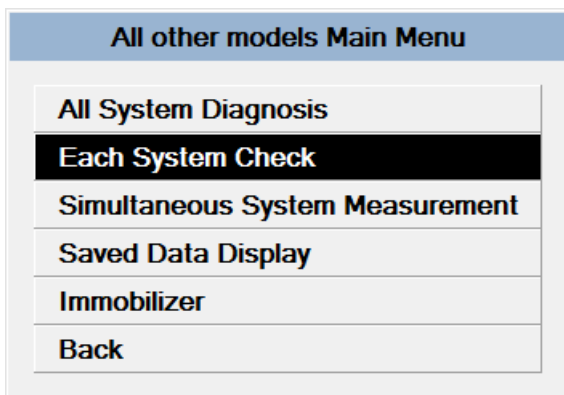 All other models Main Menu
All System Diagnosis
Each System Check
Simultaneous System Measurement
Saved Data Display
Immobilizer
Back